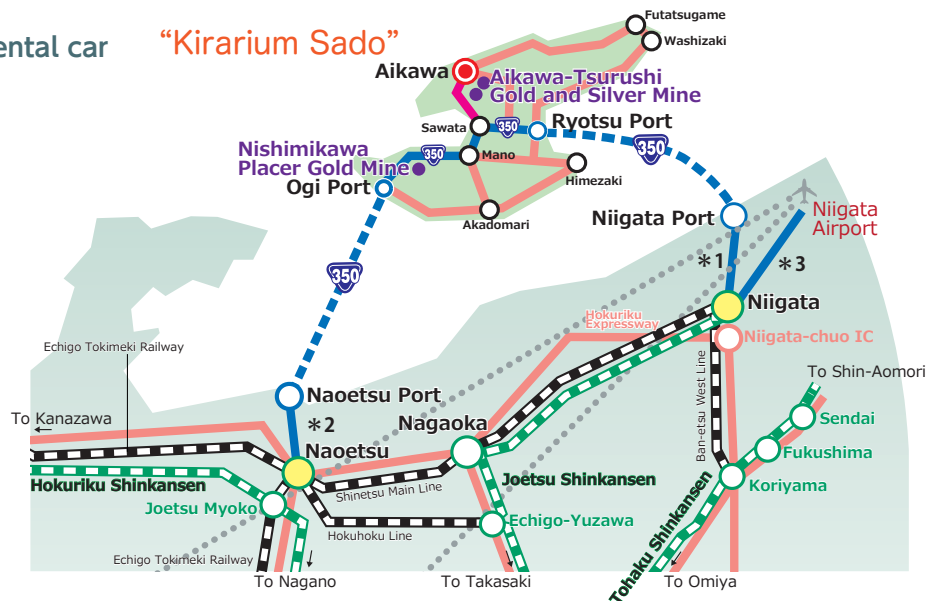 ental car
“Kirarium Sado”
Futatsugame
Washizaki
Aikawa
Aikawa-Tsurushi
Gold and Silver Mine
Sawata
350
Ryotsu Port
350
Nishimikawa
Placer Gold Mine
350
Mano
Himezaki
Ogi Port
Akadomari
Niigata Port
Niigata
Airport
*1
*3
350
Niigata
Hokuriku
Expressway
Niigata-chuo IC
Echigo Tokimeki Railway
To Shin-Aomori
Naoetsu Port
To Kanazawa
*2
Nagaoka
Ban-etsu West Line
Sendai
Naoetsu
Fukushima
Hokuriku Shinkansen
Shinetsu Main Line
Joetsu Shinkansen
Koriyama
Joetsu Myoko
Hokuhoku Line
Echigo-Yuzawa
Tohaku Shinkansen
Echigo Tokimeki Railway
To Nagano
To Takasaki
To Omiya